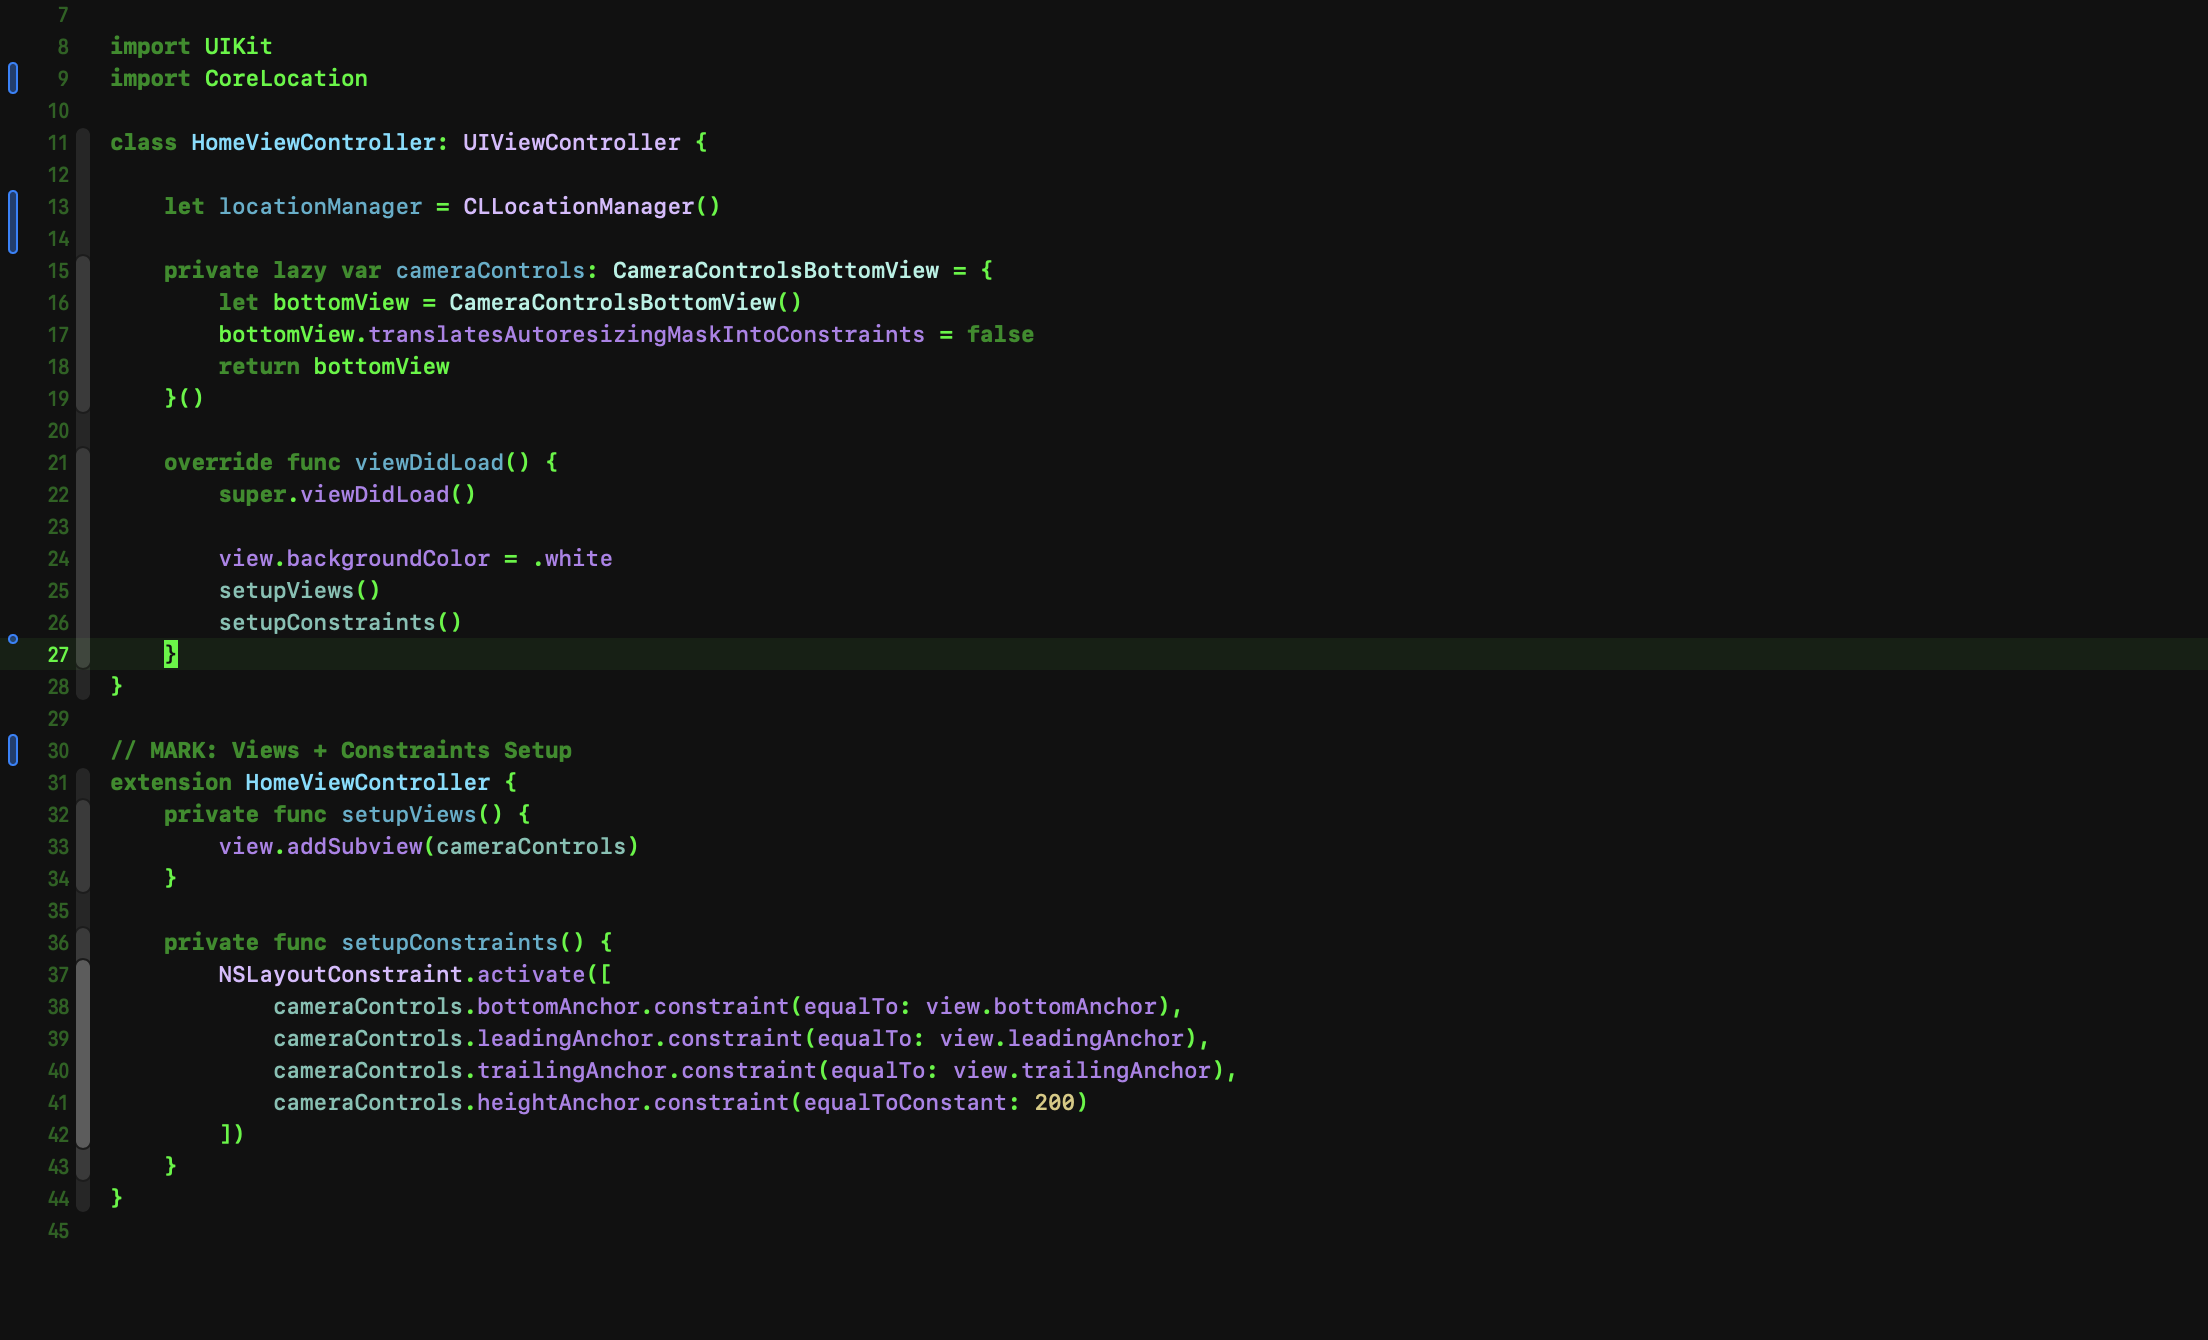 7
8 import UIKit
9 import CoreLocation
10
11 class HomeViewController: UIViewController {
12
13     let locationManager = CLLocationManager()
14
15     private lazy var cameraControls: CameraControlsBottomView = {
16         let bottomView = CameraControlsBottomView()
17         bottomView.translatesAutoresizingMaskIntoConstraints = false
18         return bottomView
19     }()
20
21     override func viewDidLoad() {
22         super.viewDidLoad()
23
24         view.backgroundColor = .white
25         setupViews()
26         setupConstraints()
27     }
28 }
29
30 // MARK: Views + Constraints Setup
31 extension HomeViewController {
32     private func setupViews() {
33         view.addSubview(cameraControls)
34     }
35
36     private func setupConstraints() {
37         NSLayoutConstraint.activate([
38             cameraControls.bottomAnchor.constraint(equalTo: view.bottomAnchor),
39             cameraControls.leadingAnchor.constraint(equalTo: view.leadingAnchor),
40             cameraControls.trailingAnchor.constraint(equalTo: view.trailingAnchor),
41             cameraControls.heightAnchor.constraint(equalToConstant: 200)
42         ])
43     }
44 }
45